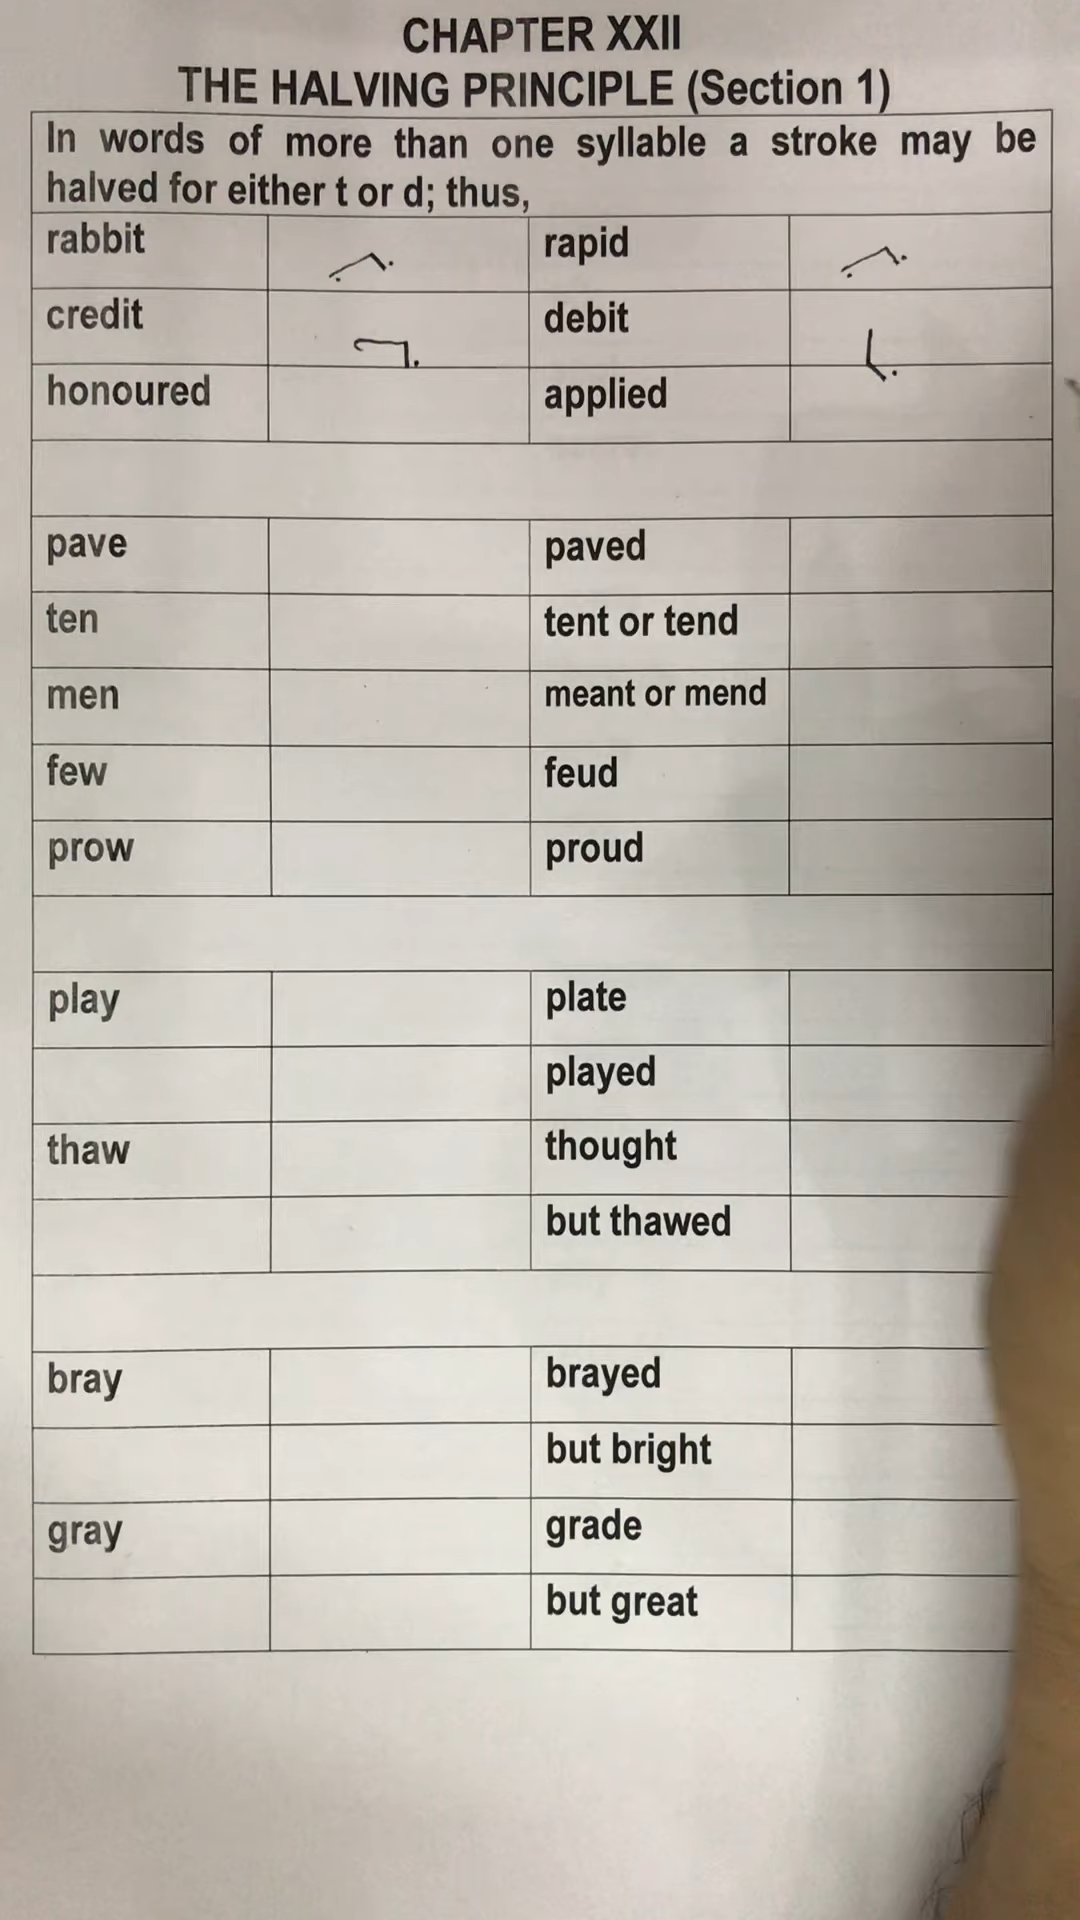 CHAPTER XXII
THE HALVING PRINCIPLE (Section 1)
In words of more than one syllable a stroke may be
halved for either t or d; thus,
rabbit rapid
credit debit
honoured applied
pave paved
ten tent or tend
men meant or mend
few feud
prow proud
play plate
played
thaw thought
but thawed
bray brayed
but bright
gray grade
but great